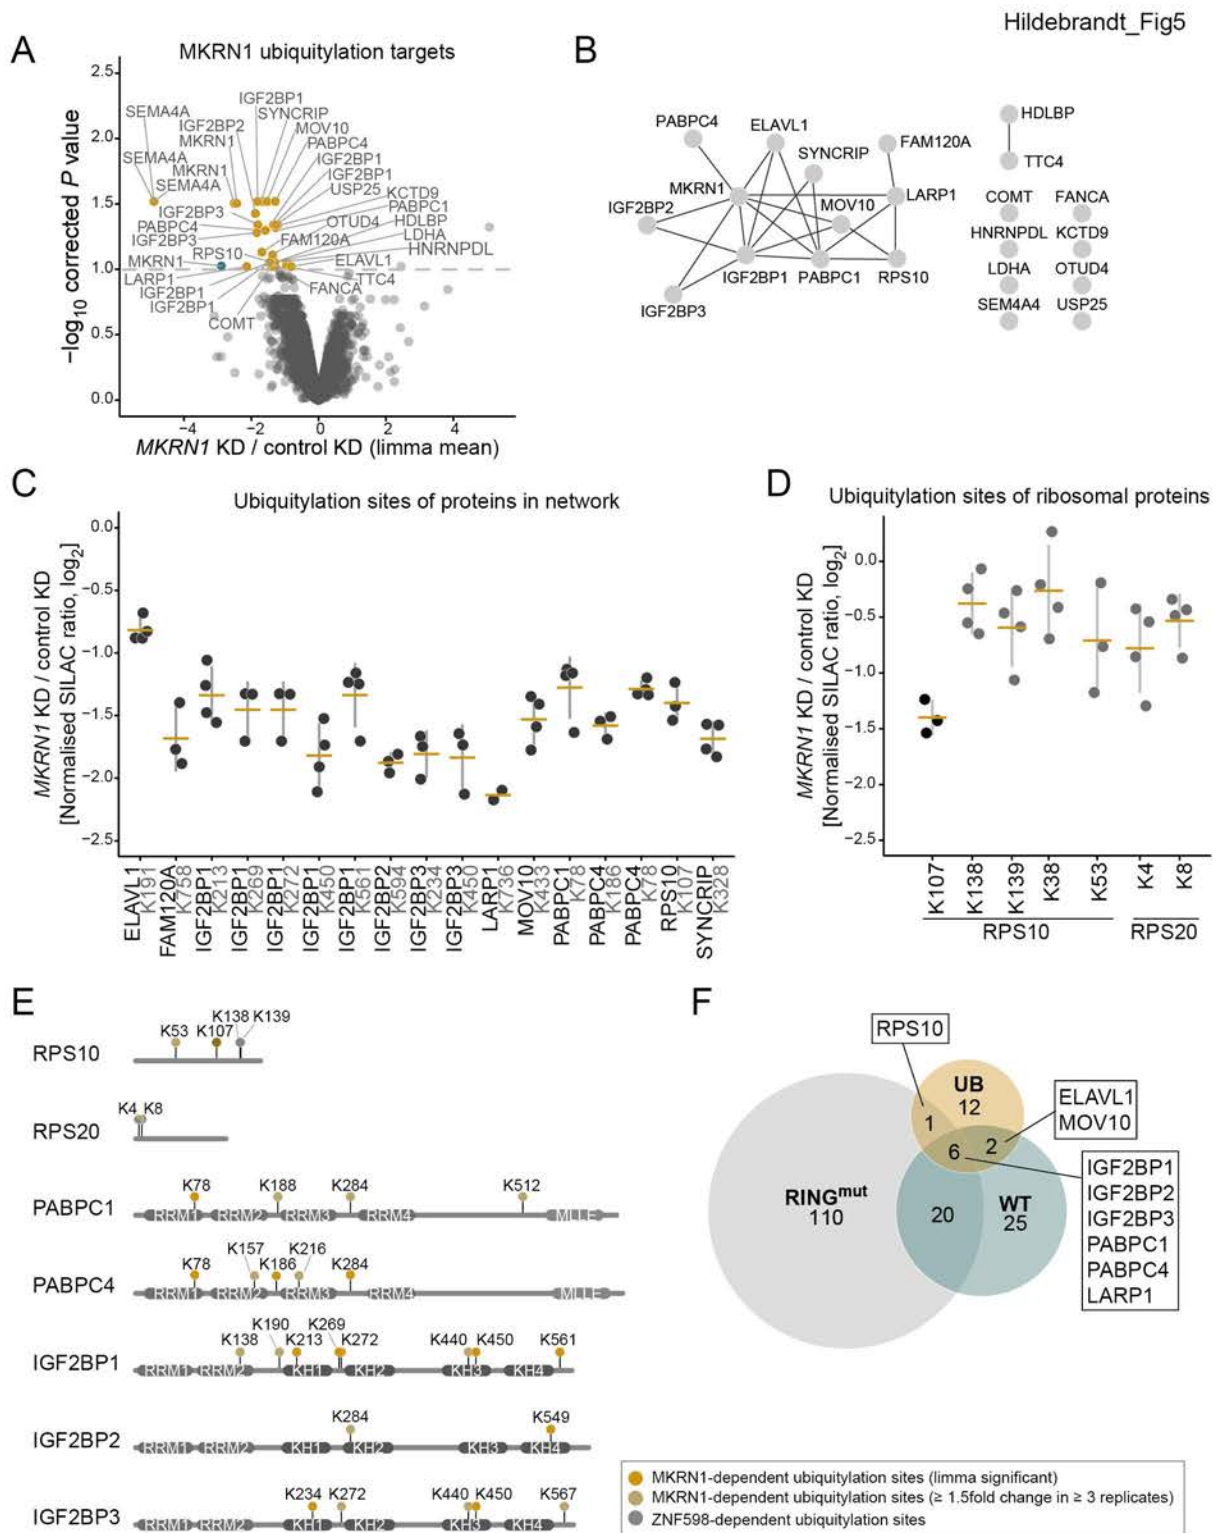 Hildebrandt_Fig5
A
MKRN1 ubiquitylation targets
2.5
2.0
1.5
1.0
0.5
0.0
−log10 corrected P value
IGF2BP1
SEMA4A
SYNCRIP
IGF2BP2
MOV10
MKRN1
PABPC4
SEMA4A
IGF2BP1
MKRN1
USP25
SEMA4A
KCTD9
IGF2BP3
PABPC1
PABPC4
OTUD4
HDLBP
IGF2BP3
FAM120A
LDHA
RPS10
HNRNPDL
MKRN1
ELAVL1
LARP1
TTC4
IGF2BP1
FANCA
IGF2BP1
COMT
−4
−2
0
2
4
MKRN1 KD / control KD (limma mean)
B
PABPC4
ELAVL1
SYNCRIP
FAM120A
MKRN1
LARP1
IGF2BP2
MOV10
IGF2BP1
PABPC1
RPS10
IGF2BP3
HDLBP
TTC4
COMT
FANCA
HNRNPDL
KCTD9
LDHA
OTUD4
SEM4A4
USP25
C
Ubiquitylation sites of proteins in network
MKRN1 KD / control KD
[Normalised SILAC ratio, log2]
0.0
−0.5
−1.0
−1.5
−2.0
−2.5
ELAVL1
K191
FAM120A
K758
IGF2BP1
K213
IGF2BP1
K269
IGF2BP1
K272
IGF2BP1
K450
IGF2BP1
K561
IGF2BP2
K594
IGF2BP3
K234
IGF2BP3
K450
LARP1
K736
MOV10
K433
PABPC1
K78
PABPC4
K186
PABPC4
K78
RPS10
K107
SYNCRIP
K328
D
Ubiquitylation sites of ribosomal proteins
MKRN1 KD / control KD
[Normalised SILAC ratio, log2]
0.0
−0.5
−1.0
−1.5
−2.0
−2.5
K107
K138
K139
K38
K53
K4
K8
RPS10
RPS20
E
RPS10
K53
K107
K138
K139
RPS20
K4
K8
PABPC1
K78
K188
K284
K512
RRM1
RRM2
RRM3
RRM4
MLLE
PABPC4
K78
K157
K186
K216
K284
RRM1
RRM2
RRM3
RRM4
MLLE
IGF2BP1
K138
K190
K213
K269
K272
K440
K450
K561
RRM1
RRM2
KH1
KH2
KH3
KH4
IGF2BP2
K284
K549
RRM1
RRM2
KH1
KH2
KH3
KH4
IGF2BP3
K234
K272
K440
K450
K567
RRM1
RRM2
KH1
KH2
KH3
KH4
F
RPS10
UB
12
1
ELAVL1
MOV10
6
2
RINGmut
110
20
WT
25
IGF2BP1
IGF2BP2
IGF2BP3
PABPC1
PABPC4
LARP1
MKRN1-dependent ubiquitylation sites (limma significant)
MKRN1-dependent ubiquitylation sites (≥ 1.5fold change in ≥ 3 replicates)
ZNF598-dependent ubiquitylation sites